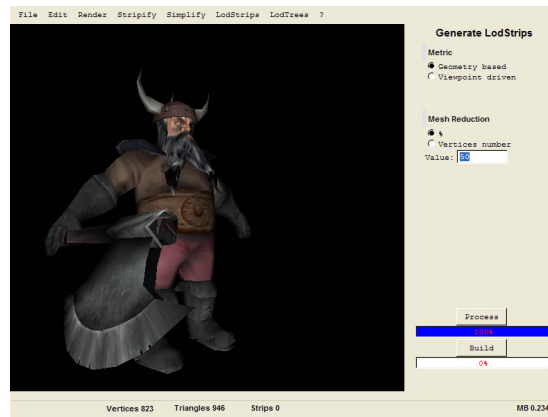 File Edit Render Stripify Simplify LodStrips LodTrees ?
Generate LodStrips
Metric
Geometry based
Viewpoint driven
Mesh Reduction
%
Vertices number
Value: 50
Process
100%
Build
0%
Vertices 823 Triangles 946 Strips 0 MB 0.234